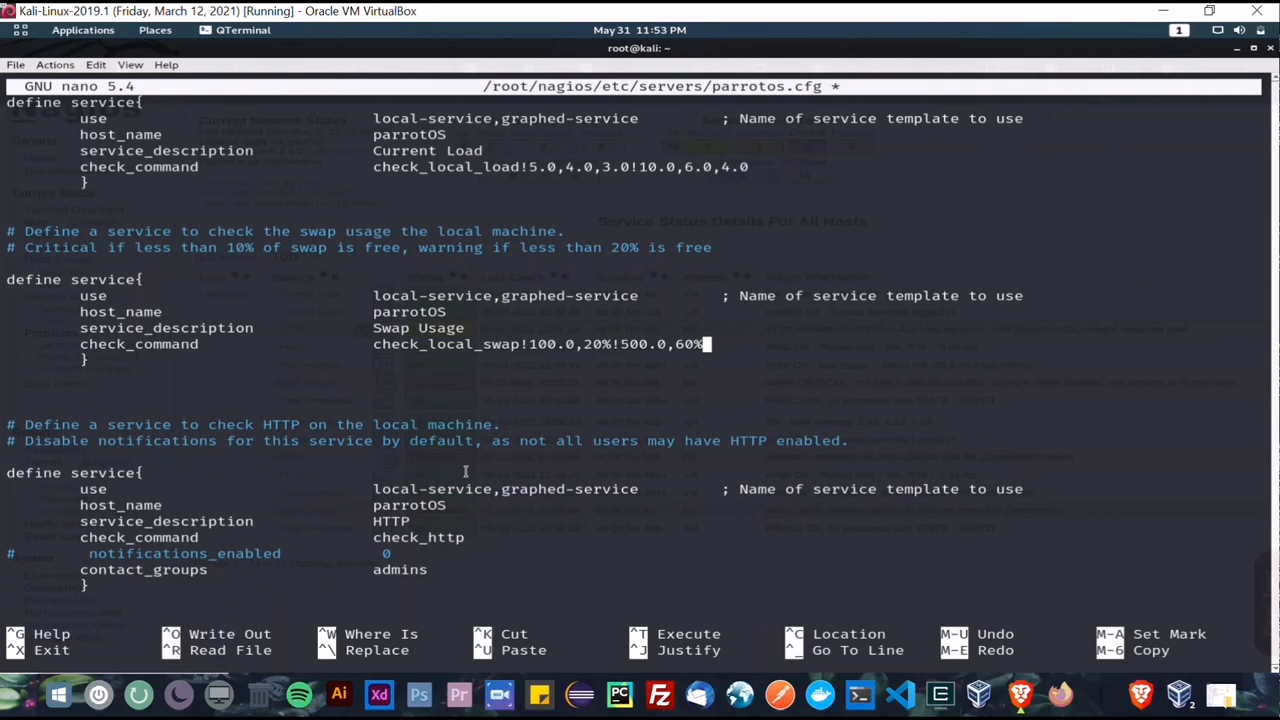 Kali-Linux-2019.1 (Friday, March 12, 2021) [Running] - Oracle VM VirtualBox
Applications Places QTerminal May 31 11:53 PM 1
root@kali: ~
File Actions Edit View Help
GNU nano 5.4 /root/nagios/etc/servers/parrotos.cfg *
define service{
use local-service,graphed-service ; Name of service template to use
host_name parrotOS
service_description Current Load
check_command check_local_load!5.0,4.0,3.0!10.0,6.0,4.0
}
# Define a service to check the swap usage the local machine.
# Critical if less than 10% of swap is free, warning if less than 20% is free
define service{
use local-service,graphed-service ; Name of service template to use
host_name parrotOS
service_description Swap Usage
check_command check_local_swap!100.0,20%!500.0,60%
}
# Define a service to check HTTP on the local machine.
# Disable notifications for this service by default, as not all users may have HTTP enabled.
define service{
use local-service,graphed-service ; Name of service template to use
host_name parrotOS
service_description HTTP
check_command check_http
# notifications_enabled 0
contact_groups admins
}
^G Help ^O Write Out ^W Where Is ^K Cut ^T Execute ^C Location M-U Undo M-A Set Mark
^X Exit ^R Read File ^\ Replace ^U Paste ^J Justify ^_ Go To Line M-E Redo M-6 Copy
Ai Xd Ps Pr PC FZ